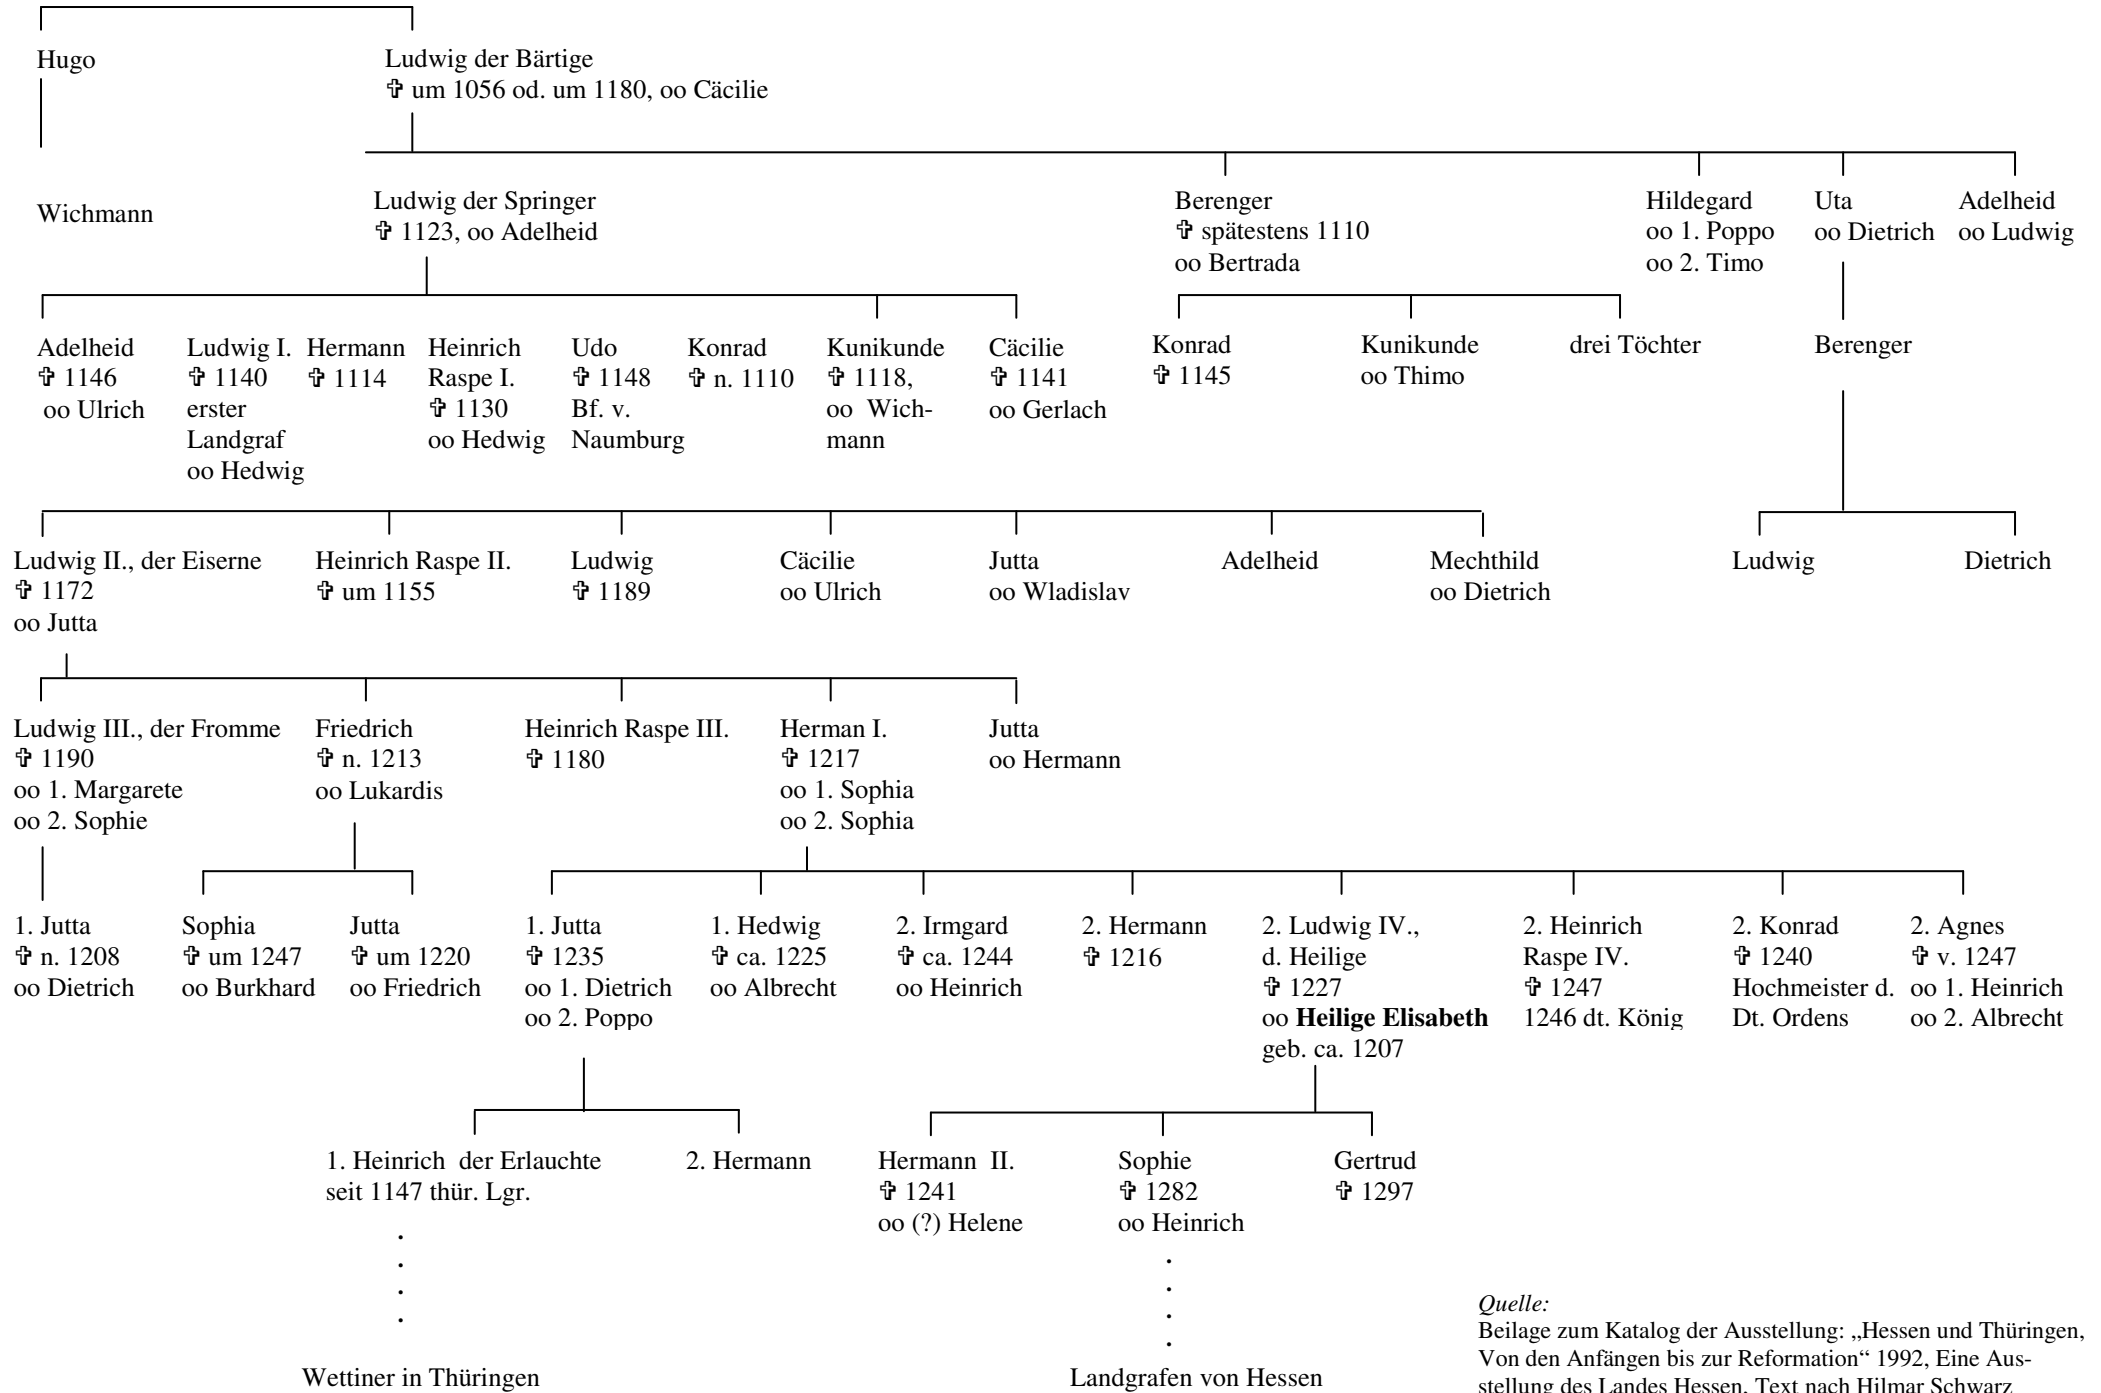 Hugo
Ludwig der Bärtige
✞ um 1056 od. um 1180, oo Cäcilie
Wichmann
Ludwig der Springer
✞ 1123, oo Adelheid
Berenger
✞ spätestens 1110
oo Bertrada
Hildegard
oo 1. Poppo
oo 2. Timo
Uta
oo Dietrich
Adelheid
oo Ludwig
Adelheid
✞ 1146
oo Ulrich
Ludwig I.
✞ 1140
erster
Landgraf
oo Hedwig
Hermann
✞ 1114
Heinrich
Raspe I.
✞ 1130
oo Hedwig
Udo
✞ 1148
Bf. v.
Naumburg
Konrad
✞ n. 1110
Kunikunde
✞ 1118,
oo Wich-
mann
Cäcilie
✞ 1141
oo Gerlach
Konrad
✞ 1145
Kunikunde
oo Thimo
drei Töchter
Berenger
Ludwig II., der Eiserne
✞ 1172
oo Jutta
Heinrich Raspe II.
✞ um 1155
Ludwig
✞ 1189
Cäcilie
oo Ulrich
Jutta
oo Wladislav
Adelheid
Mechthild
oo Dietrich
Ludwig
Dietrich
Ludwig III., der Fromme
✞ 1190
oo 1. Margarete
oo 2. Sophie
Friedrich
✞ n. 1213
oo Lukardis
Heinrich Raspe III.
✞ 1180
Herman I.
✞ 1217
oo 1. Sophia
oo 2. Sophia
Jutta
oo Hermann
1. Jutta
✞ n. 1208
oo Dietrich
Sophia
✞ um 1247
oo Burkhard
Jutta
✞ um 1220
oo Friedrich
1. Jutta
✞ 1235
oo 1. Dietrich
oo 2. Poppo
1. Hedwig
✞ ca. 1225
oo Albrecht
2. Irmgard
✞ ca. 1244
oo Heinrich
2. Hermann
✞ 1216
2. Ludwig IV.,
d. Heilige
✞ 1227
oo Heilige Elisabeth
geb. ca. 1207
2. Heinrich
Raspe IV.
✞ 1247
1246 dt. König
2. Konrad
✞ 1240
Hochmeister d.
Dt. Ordens
2. Agnes
✞ v. 1247
oo 1. Heinrich
oo 2. Albrecht
1. Heinrich der Erlauchte
seit 1147 thür. Lgr.
2. Hermann
Hermann II.
✞ 1241
oo (?) Helene
Sophie
✞ 1282
oo Heinrich
Gertrud
✞ 1297
Wettiner in Thüringen
Landgrafen von Hessen
Quelle:
Beilage zum Katalog der Ausstellung: „Hessen und Thüringen,
Von den Anfängen bis zur Reformation“ 1992, Eine Aus-
stellung des Landes Hessen, Text nach Hilmar Schwarz